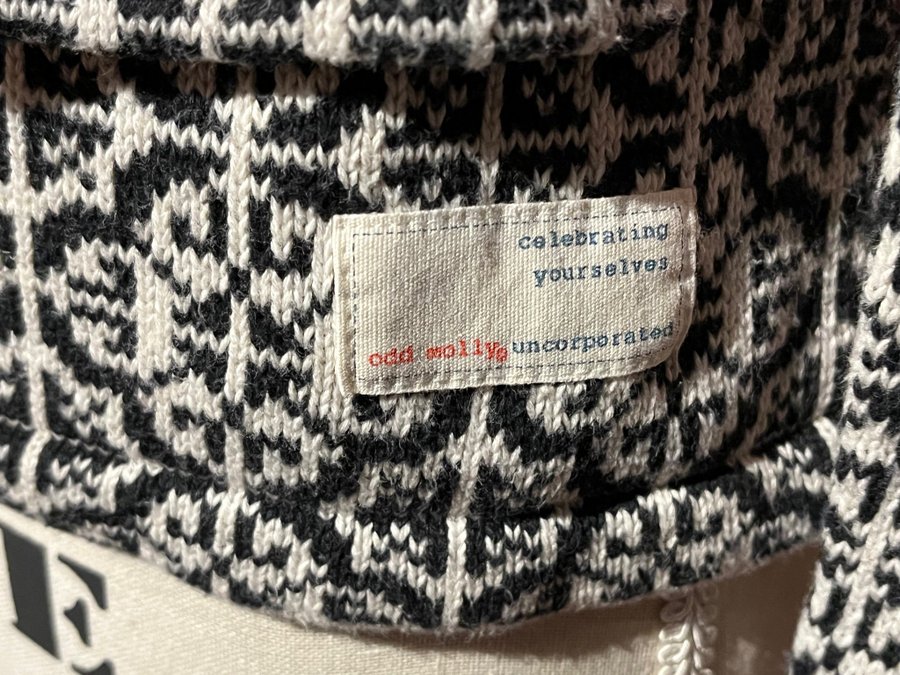 celebrating
yourselves
odd molly® uncorporated